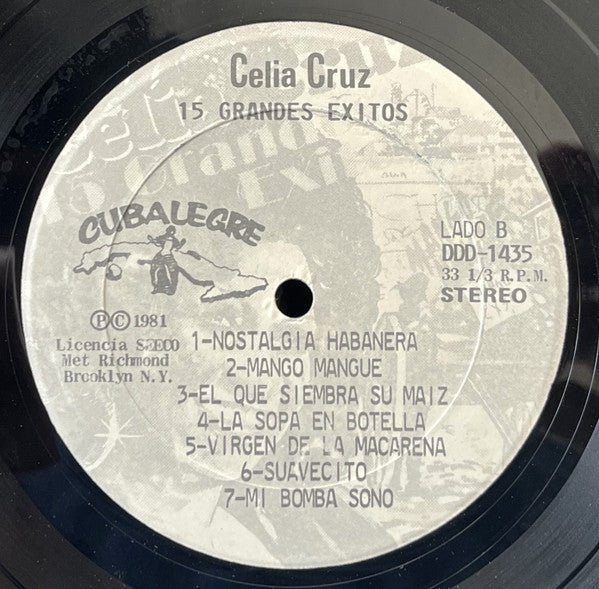 Celia Cruz
15 GRANDES EXITOS
CUBALEGRE
LADO B
DDD-1435
33 1/3 R.P.M.
STEREO
Ⓟ©1981
Licencia SEECO
Met Richmond
Brooklyn N.Y.
1-NOSTALGIA HABANERA
2-MANGO MANGUE
3-EL QUE SIEMBRA SU MAIZ
4-LA SOPA EN BOTELLA
5-VIRGEN DE LA MACARENA
6-SUAVECITO
7-MI BOMBA SONO